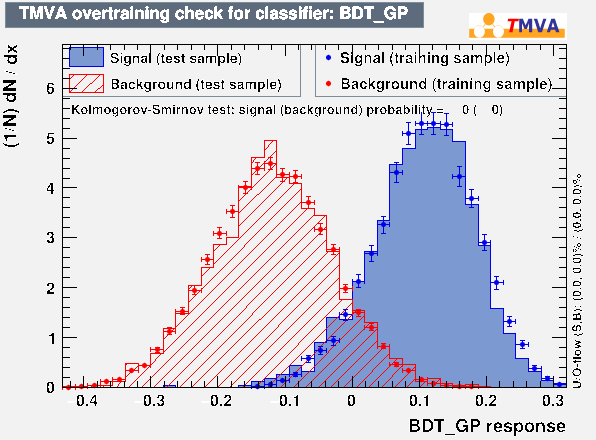 TMVA overtraining check for classifier: BDT_GP
TMVA
Signal (test sample)
Background (test sample)
Signal (training sample)
Background (training sample)
Kolmogorov-Smirnov test: signal (background) probability = 0 ( 0)
(1/N) dN / dx
6
5
4
3
2
1
0
-0.4 -0.3 -0.2 -0.1 0 0.1 0.2 0.3
BDT_GP response
U/O-flow (S,B): (0.0, 0.0)% / (0.0, 0.0)%